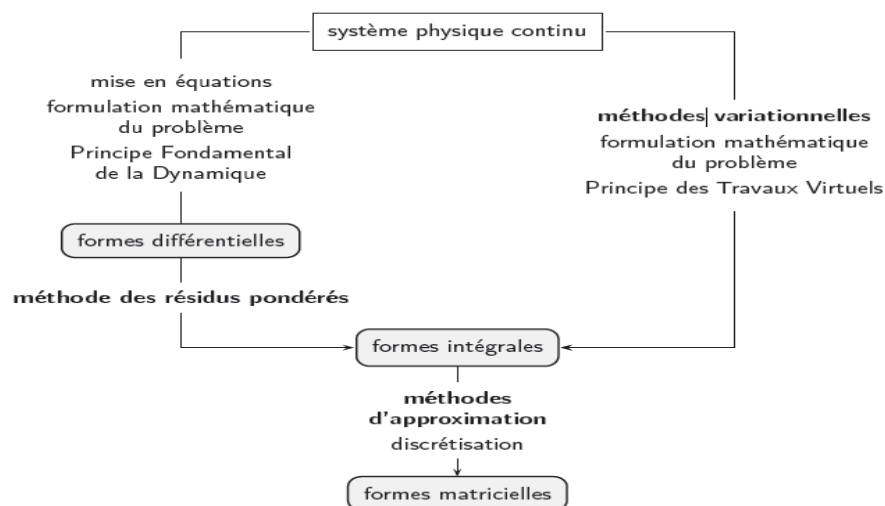 système physique continu
mise en équations
formulation mathématique
du problème
Principe Fondamental
de la Dynamique
formes différentielles
méthode des résidus pondérés
méthodes variationnelles
formulation mathématique
du problème
Principe des Travaux Virtuels
formes intégrales
méthodes
d'approximation
discrétisation
formes matricielles